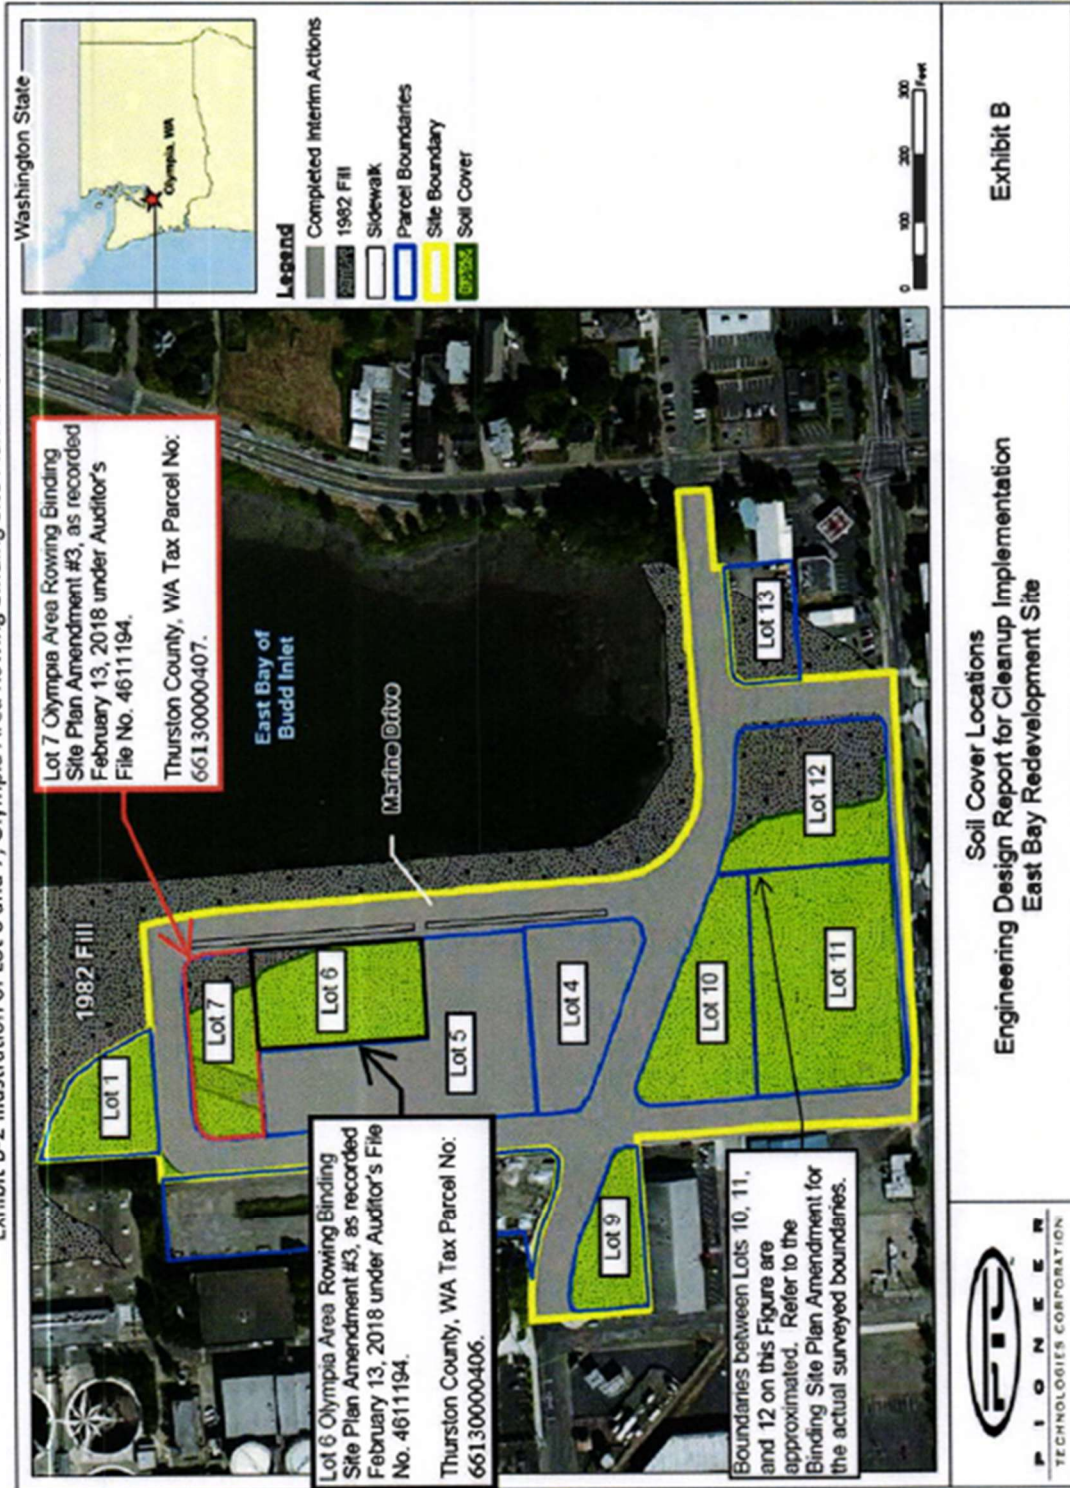 Washington State
Olympia, WA
Legend
Completed Interim Actions
1982 Fill
Sidewalk
Parcel Boundaries
Site Boundary
Soil Cover
0 100 200 300
Feet
Lot 7 Olympia Area Rowing Binding
Site Plan Amendment #3, as recorded
February 13, 2018 under Auditor's
File No. 4611194.
Thurston County, WA Tax Parcel No:
66130000407.
East Bay of
Budd Inlet
Marine Drive
1982 Fill
Lot 1
Lot 7
Lot 6
Lot 5
Lot 4
Lot 13
Lot 12
Lot 10
Lot 11
Lot 9
Lot 6 Olympia Area Rowing Binding
Site Plan Amendment #3, as recorded
February 13, 2018 under Auditor's File
No. 4611194.
Thurston County, WA Tax Parcel No:
66130000406.
Boundaries between Lots 10, 11,
and 12 on this Figure are
approximated. Refer to the
Binding Site Plan Amendment for
the actual surveyed boundaries.
PTC
PIONEER
TECHNOLOGIES CORPORATION
Soil Cover Locations
Engineering Design Report for Cleanup Implementation
East Bay Redevelopment Site
Exhibit B